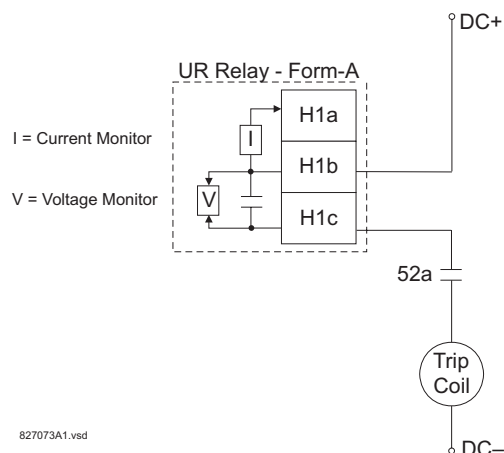 DC+
UR Relay - Form-A
H1a
I = Current Monitor
I
H1b
V = Voltage Monitor
V
H1c
52a
Trip
Coil
827073A1.vsd
DC–